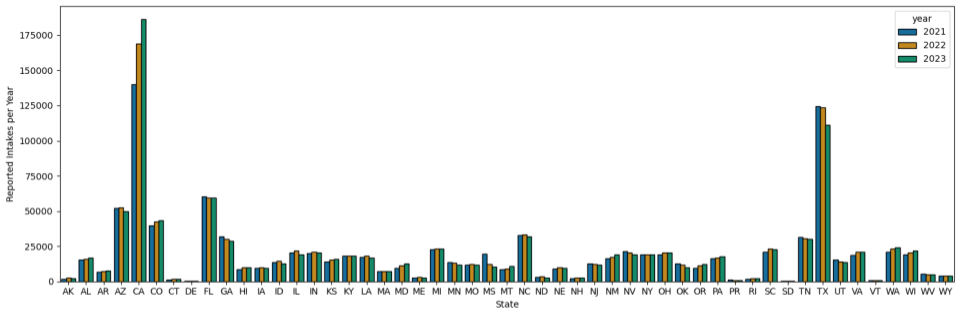 year
2021
2022
2023
175000
150000
125000
100000
75000
50000
25000
0
Reported Intakes per Year
AK AL AR AZ CA CO CT DE FL GA HI IA ID IL IN KS KY LA MA MD ME MI MN MO MS MT NC ND NE NH NJ NM NV NY OH OK OR PA PR RI SC SD TN TX UT VA VT WA WI WV WY
State